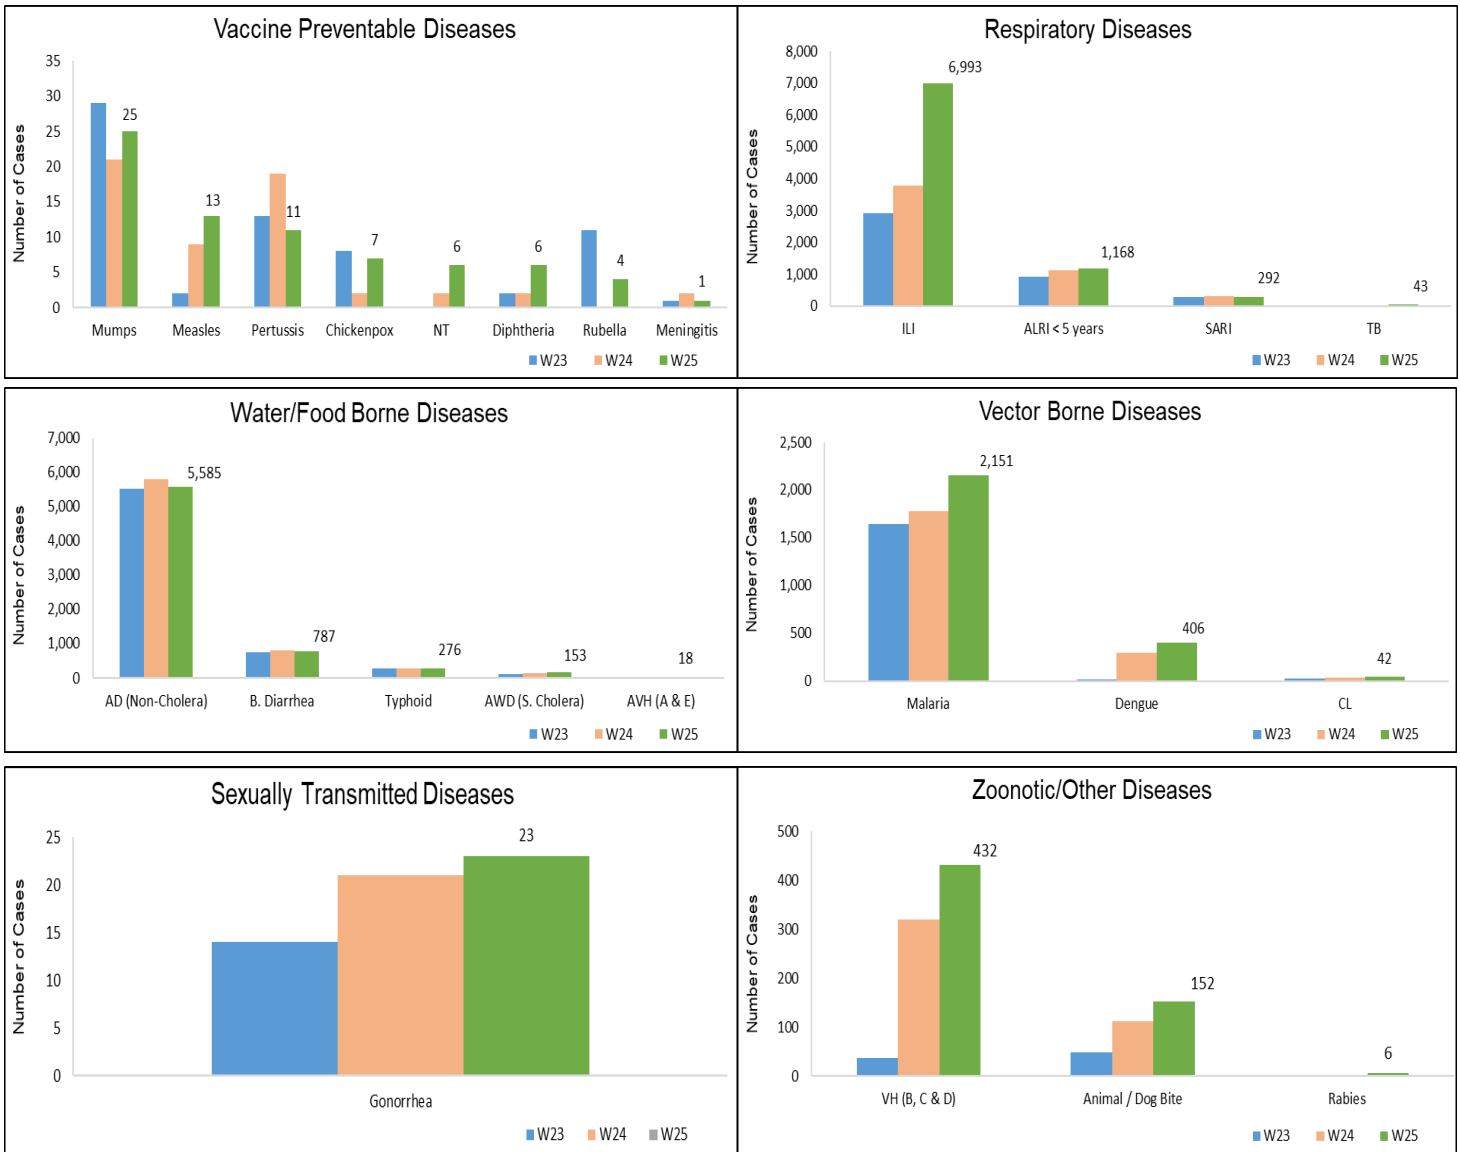 Vaccine Preventable Diseases
Number of Cases
35
30
25
20
15
10
5
0
25
13
11
7
6
6
4
1
Mumps Measles Pertussis Chickenpox NT Diphtheria Rubella Meningitis
W23 W24 W25
Respiratory Diseases
Number of Cases
8,000
7,000
6,000
5,000
4,000
3,000
2,000
1,000
0
6,993
1,168
292
43
ILI ALRI < 5 years SARI TB
W23 W24 W25
Water/Food Borne Diseases
Number of Cases
7,000
6,000
5,000
4,000
3,000
2,000
1,000
0
5,585
787
276
153
18
AD (Non-Cholera) B. Diarrhea Typhoid AWD (S. Cholera) AVH (A & E)
W23 W24 W25
Vector Borne Diseases
Number of Cases
2,500
2,000
1,500
1,000
500
0
2,151
406
42
Malaria Dengue CL
W23 W24 W25
Sexually Transmitted Diseases
Number of Cases
25
20
15
10
5
0
23
Gonorrhea
W23 W24 W25
Zoonotic/Other Diseases
Number of Cases
500
400
300
200
100
0
432
152
6
VH (B, C & D) Animal / Dog Bite Rabies
W23 W24 W25